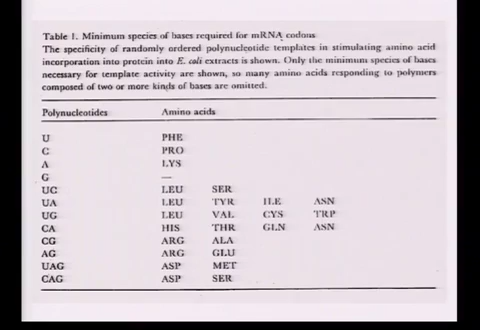 Table 1. Minimum species of bases required for mRNA codons
The specificity of randomly ordered polynucleotide templates in stimulating amino acid
incorporation into protein into E. coli extracts is shown. Only the minimum species of bases
necessary for template activity are shown, so many amino acids responding to polymers
composed of two or more kinds of bases are omitted.
Polynucleotides Amino acids
U PHE
C PRO
A LYS
G —
UC LEU SER
UA LEU TYR ILE ASN
UG LEU VAL CYS TRP
CA HIS THR GLN ASN
CG ARG ALA
AG ARG GLU
UAG ASP MET
CAG ASP SER